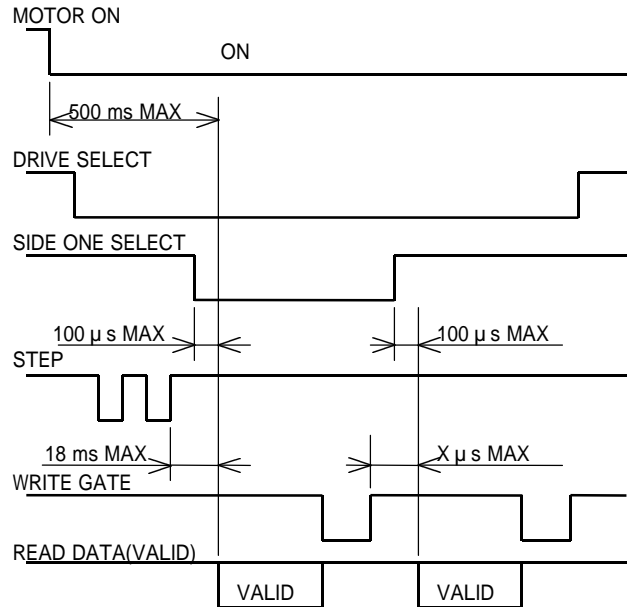 MOTOR ON
ON
500 ms MAX
DRIVE SELECT
SIDE ONE SELECT
100 µ s MAX 100 µ s MAX
STEP
18 ms MAX X µ s MAX
WRITE GATE
READ DATA(VALID)
VALID VALID